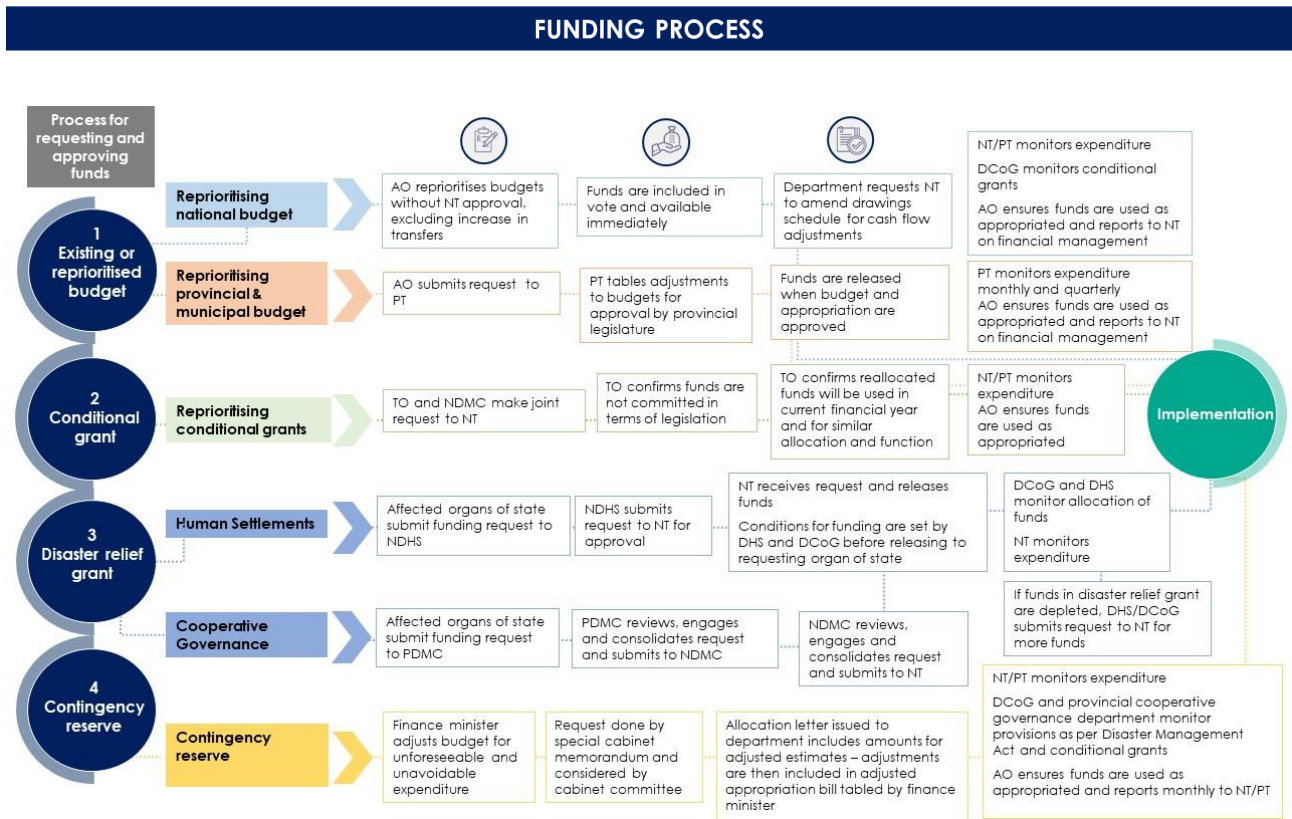 FUNDING PROCESS
Process for
requesting and
approving
funds
1
Existing or
reprioritised
budget
Reprioritising
national budget
AO reprioritises budgets
without NT approval,
excluding increase in
transfers
Funds are included in
vote and available
immediately
Department requests NT
to amend drawings
schedule for cash flow
adjustments
NT/PT monitors expenditure
DCoG monitors conditional
grants
AO ensures funds are used as
appropriated and reports to NT
on financial management
Reprioritising
provincial &
municipal budget
AO submits request to
PT
PT tables adjustments
to budgets for
approval by provincial
legislature
Funds are released
when budget and
appropriation are
approved
PT monitors expenditure
monthly and quarterly
AO ensures funds are used as
appropriated and reports to NT
on financial management
2
Conditional
grant
Reprioritising
conditional grants
TO and NDMC make joint
request to NT
TO confirms funds are
not committed in
terms of legislation
TO confirms reallocated
funds will be used in
current financial year
and for similar
allocation and function
NT/PT monitors
expenditure
AO ensures funds
are used as
appropriated
Implementation
3
Disaster relief
grant
Human Settlements
Affected organs of state
submit funding request to
NDHS
NDHS submits
request to NT for
approval
NT receives request and releases
funds
Conditions for funding are set by
DHS and DCoG before releasing to
requesting organ of state
DCoG and DHS
monitor allocation of
funds
NT monitors
expenditure
If funds in disaster relief grant
are depleted, DHS/DCoG
submits request to NT for
more funds
Cooperative
Governance
Affected organs of state
submit funding request
to PDMC
PDMC reviews, engages
and consolidates request
and submits to NDMC
NDMC reviews,
engages and
consolidates request
and submits to NT
4
Contingency
reserve
Contingency
reserve
Finance minister
adjusts budget for
unforeseeable and
unavoidable
expenditure
Request done by
special cabinet
memorandum and
considered by
cabinet committee
Allocation letter issued to
department includes amounts for
adjusted estimates – adjustments
are then included in adjusted
appropriation bill tabled by finance
minister
NT/PT monitors expenditure
DCoG and provincial cooperative
governance department monitor
provisions as per Disaster Management
Act and conditional grants
AO ensures funds are used as
appropriated and reports monthly to NT/PT